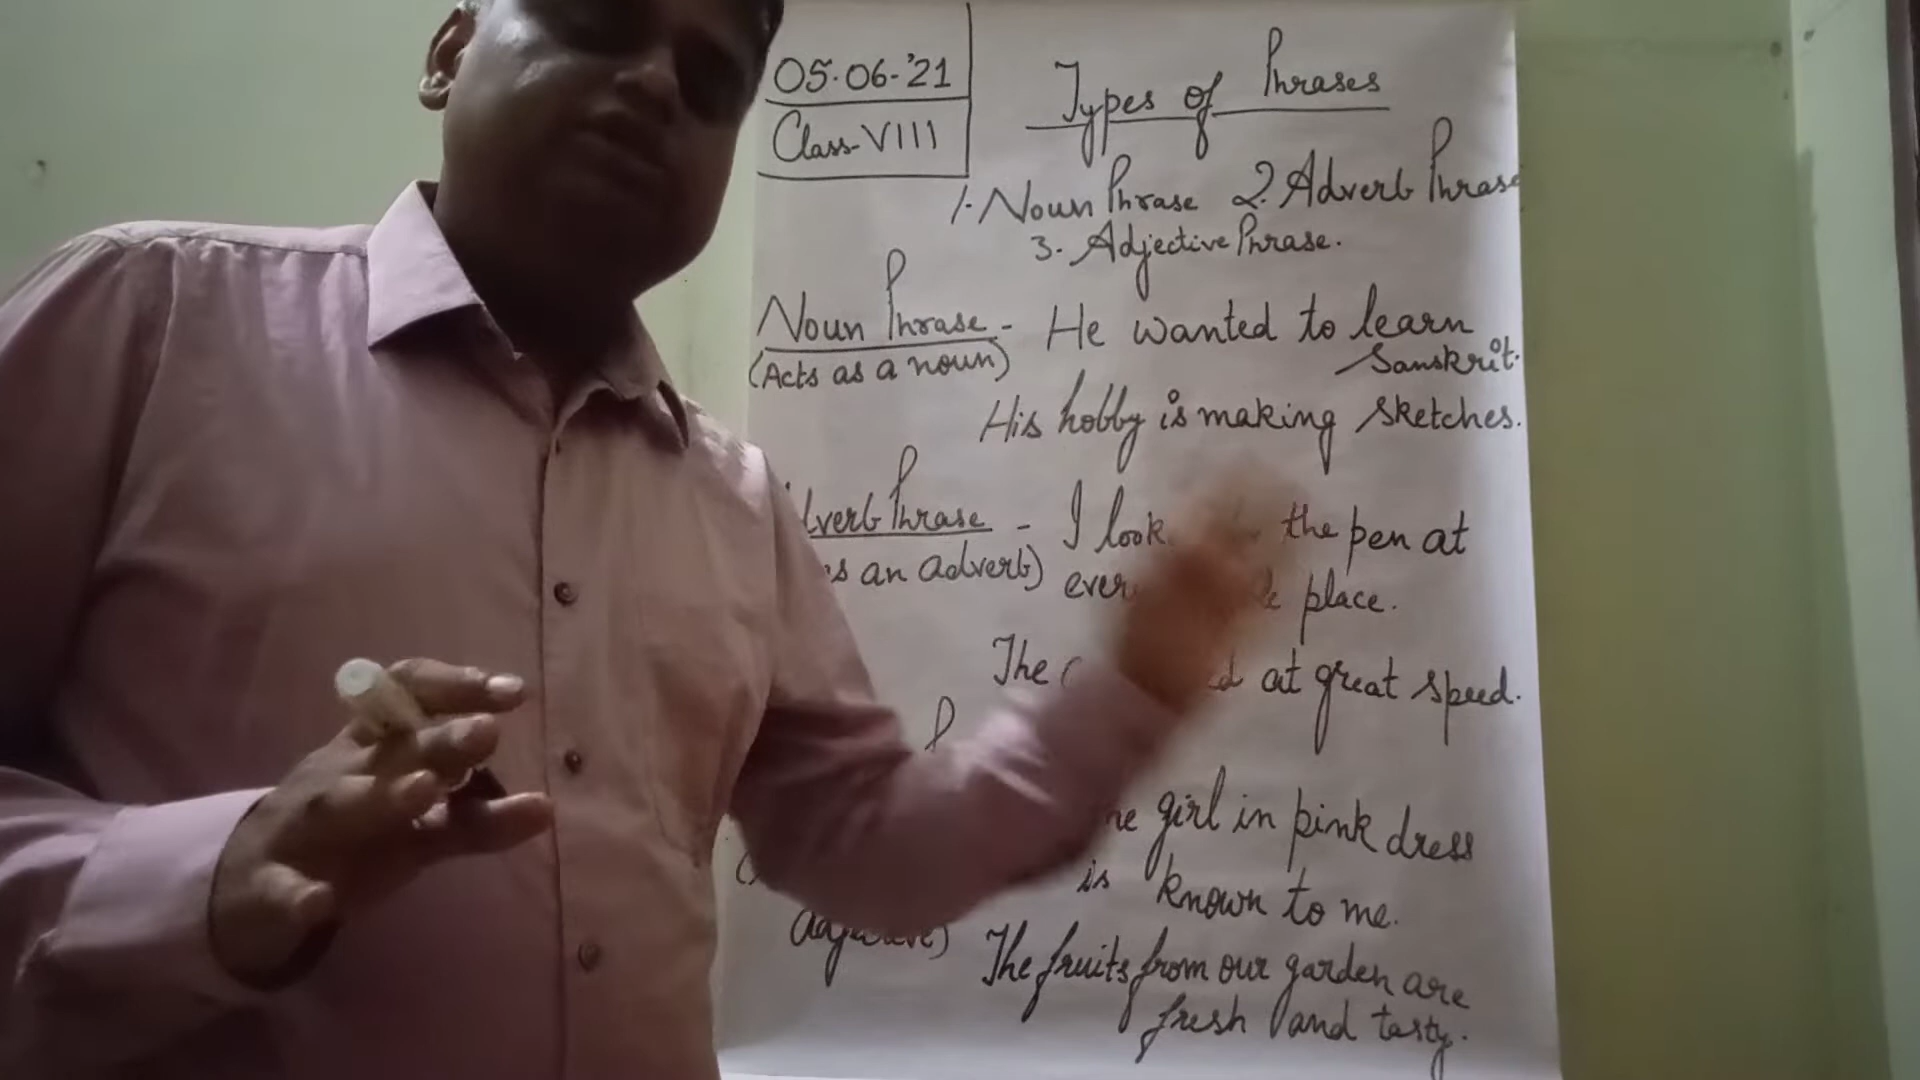 05.06-'21
Class-VIII
Types of Phrases
1. Noun Phrase 2. Adverb Phrase
3. Adjective Phrase.
Noun Phrase - He wanted to learn
(Acts as a noun) Sanskrit.
His hobby is making sketches.
Phrase - I the pen at
an adverb) place.
The at great speed.
girl in pink dress
is known to me.
The fruits from our garden are
fresh and tasty.